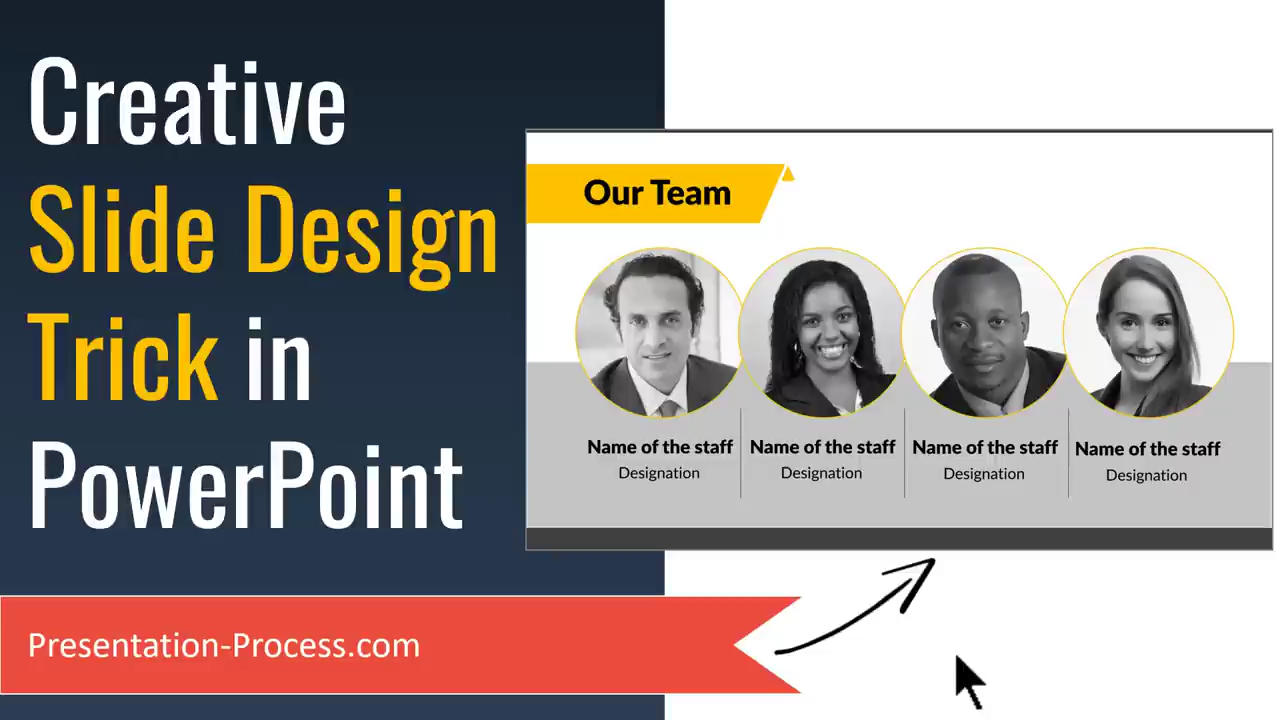 Creative
Slide Design
Trick in
PowerPoint
Our Team
Name of the staff Name of the staff Name of the staff Name of the staff
Designation Designation Designation Designation
Presentation-Process.com